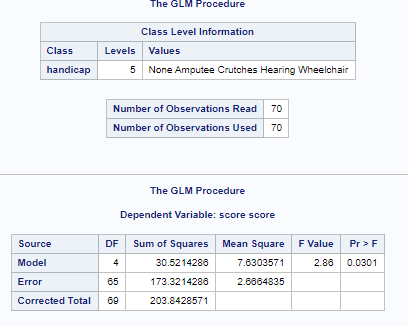 The GLM Procedure
Class Level Information
Class Levels Values
handicap 5 None Amputee Crutches Hearing Wheelchair
Number of Observations Read 70
Number of Observations Used 70
The GLM Procedure
Dependent Variable: score score
Source DF Sum of Squares Mean Square F Value Pr > F
Model 4 30.5214286 7.6303571 2.86 0.0301
Error 65 173.3214286 2.6664835
Corrected Total 69 203.8428571